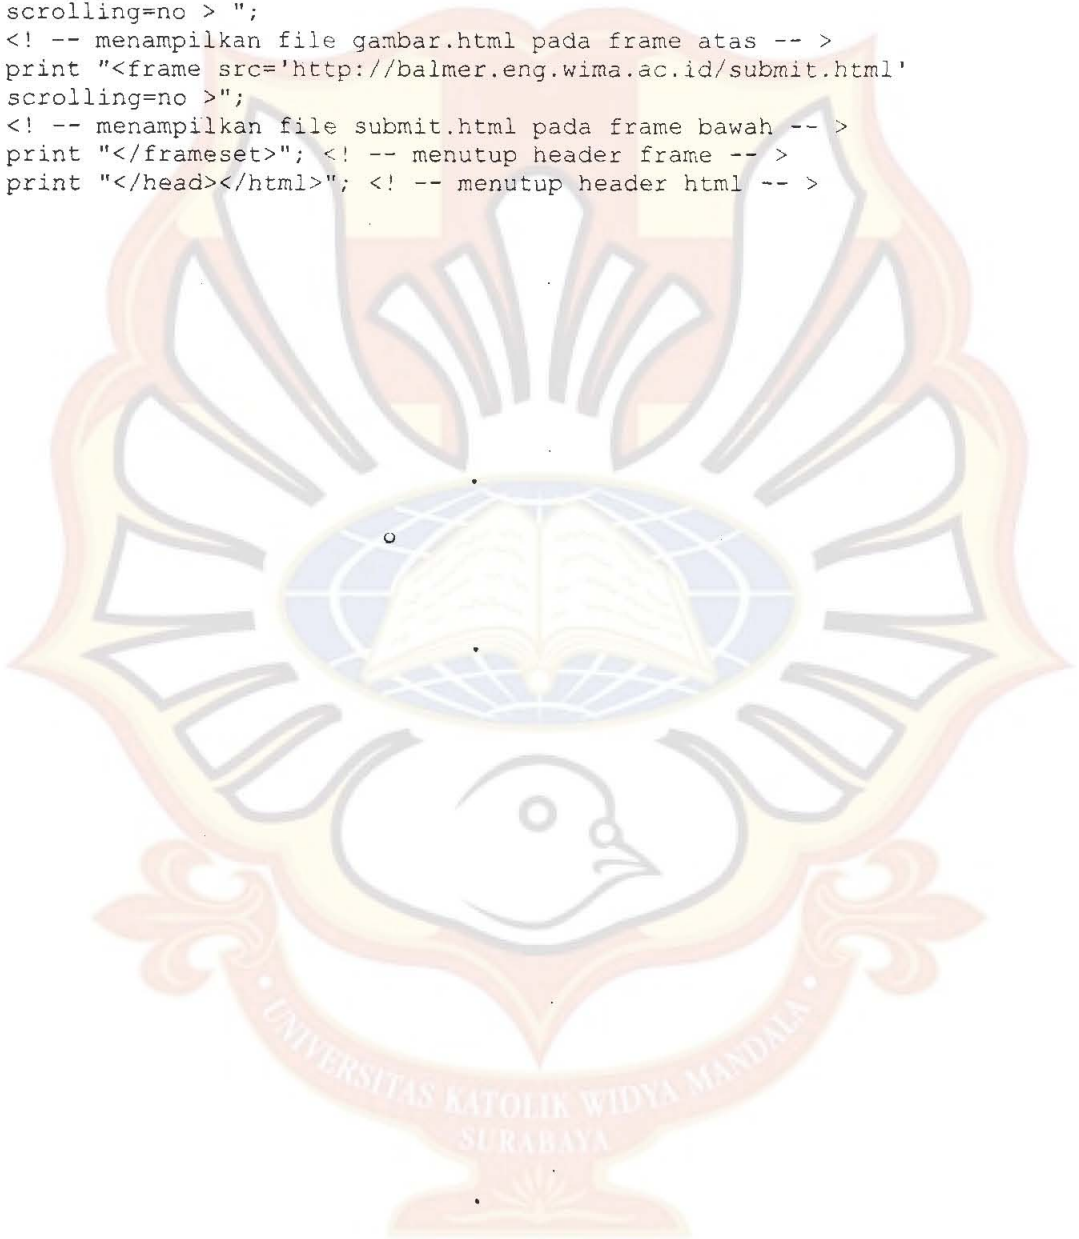 scrolling=no > ";
<! -- menampilkan file gambar.html pada frame atas -- >
print "<frame src='http://balmer.eng.wima.ac.id/submit.html'
scrolling=no >";
<! -- menampilkan file submit.html pada frame bawah -- >
print "</frameset>"; <! -- menutup header frame -- >
print "</head></html>"; <! -- menutup header html -- >
UNIVERSITAS KATOLIK WIDYA MANDALA
SURABAYA